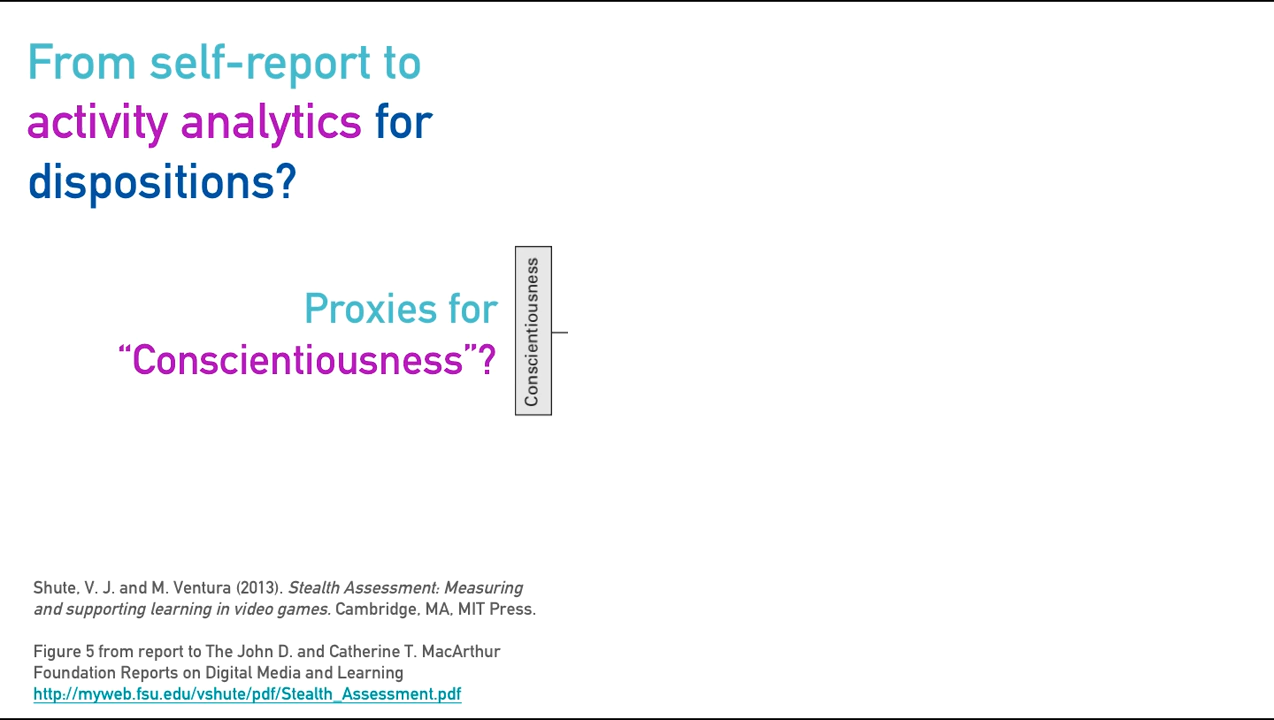 From self-report to
activity analytics for
dispositions?
Proxies for
“Conscientiousness”?
Conscientiousness
Shute, V. J. and M. Ventura (2013). Stealth Assessment: Measuring
and supporting learning in video games. Cambridge, MA, MIT Press.
Figure 5 from report to The John D. and Catherine T. MacArthur
Foundation Reports on Digital Media and Learning
http://myweb.fsu.edu/vshute/pdf/Stealth_Assessment.pdf